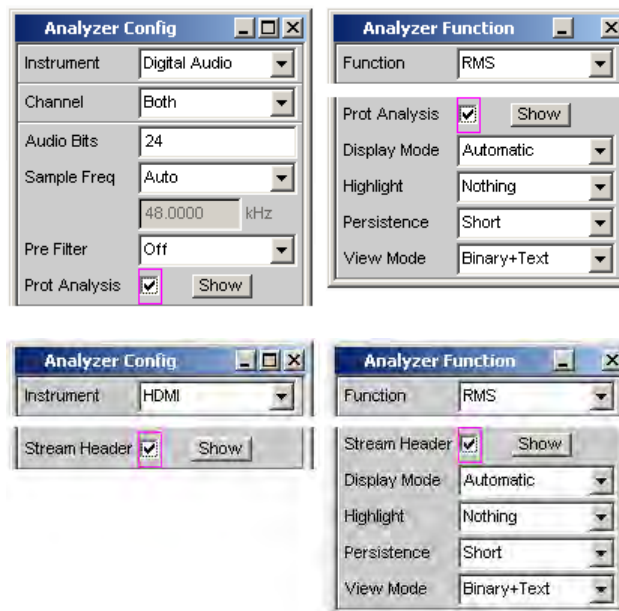 Analyzer Config
Instrument Digital Audio
Channel Both
Audio Bits 24
Sample Freq Auto
48.0000 kHz
Pre Filter Off
Prot Analysis Show
Analyzer Function
Function RMS
Prot Analysis Show
Display Mode Automatic
Highlight Nothing
Persistence Short
View Mode Binary+Text
Analyzer Config
Instrument HDMI
Stream Header Show
Analyzer Function
Function RMS
Stream Header Show
Display Mode Automatic
Highlight Nothing
Persistence Short
View Mode Binary+Text